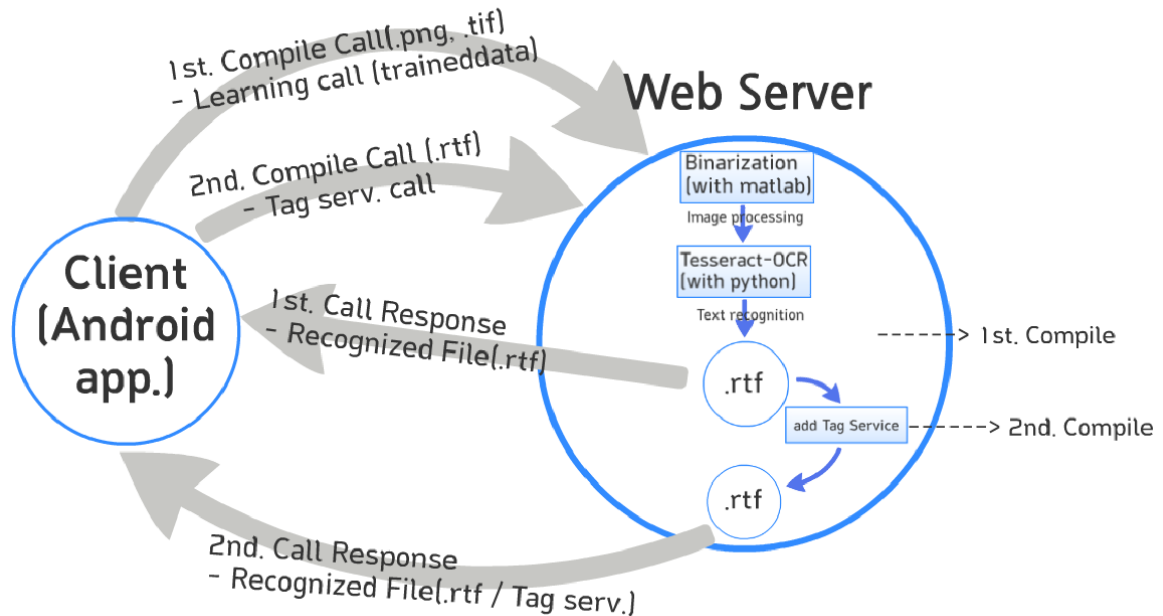 1st. Compile Call(.png, .tif)
- Learning call (traineddata)
Web Server
2nd. Compile Call (.rtf)
- Tag serv. call
Binarization
(with matlab)
Image processing
Tesseract-OCR
(with python)
Text recognition
Client
(Android
app.)
1st. Call Response
- Recognized File(.rtf)
.rtf
1st. Compile
add Tag Service
2nd. Compile
.rtf
2nd. Call Response
- Recognized File(.rtf / Tag serv.)